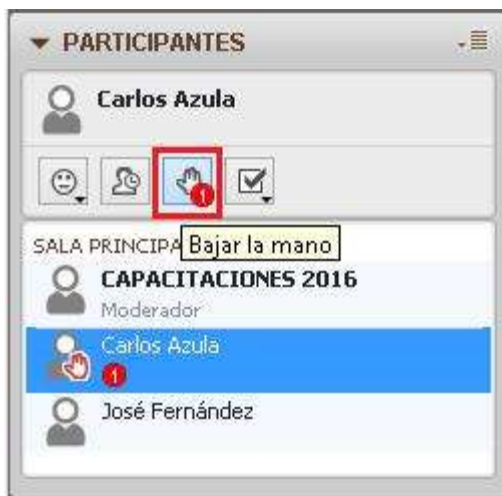 PARTICIPANTES
Carlos Azula
1
Bajar la mano
SALA PRINCIPA
CAPACITACIONES 2016
Moderador
Carlos Azula
1
José Fernández